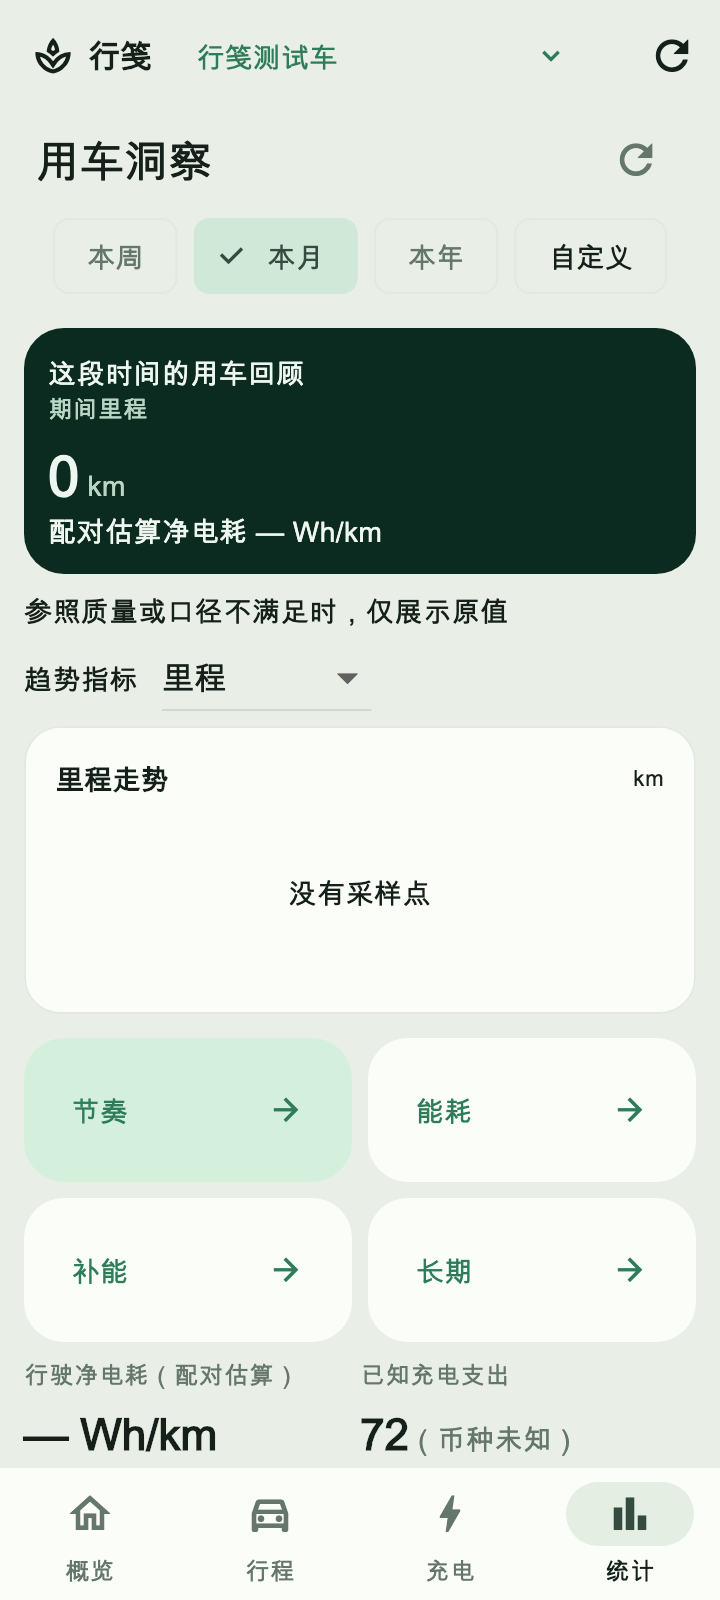 行笺 行笺测试车
用车洞察
本周 本月 本年 自定义
这段时间的用车回顾
期间里程
0 km
配对估算净电耗 — Wh/km
参照质量或口径不满足时，仅展示原值
趋势指标 里程
里程走势 km
没有采样点
节奏 能耗
补能 长期
行驶净电耗（配对估算） 已知充电支出
— Wh/km 72（币种未知）
概览 行程 充电 统计